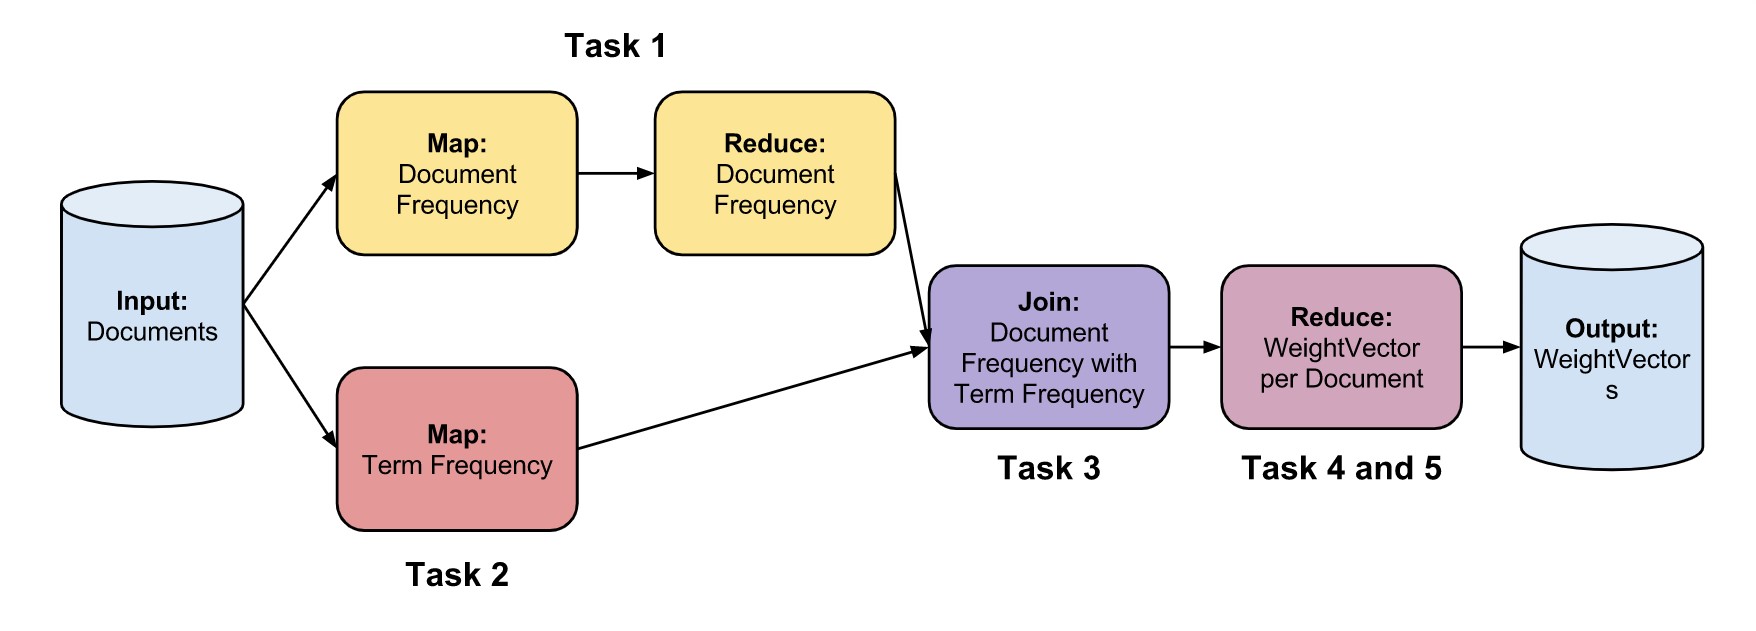 Task 1
Map:
Document
Frequency
Reduce:
Document
Frequency
Input:
Documents
Map:
Term Frequency
Task 2
Join:
Document
Frequency with
Term Frequency
Task 3
Reduce:
WeightVector
per Document
Task 4 and 5
Output:
WeightVector
s